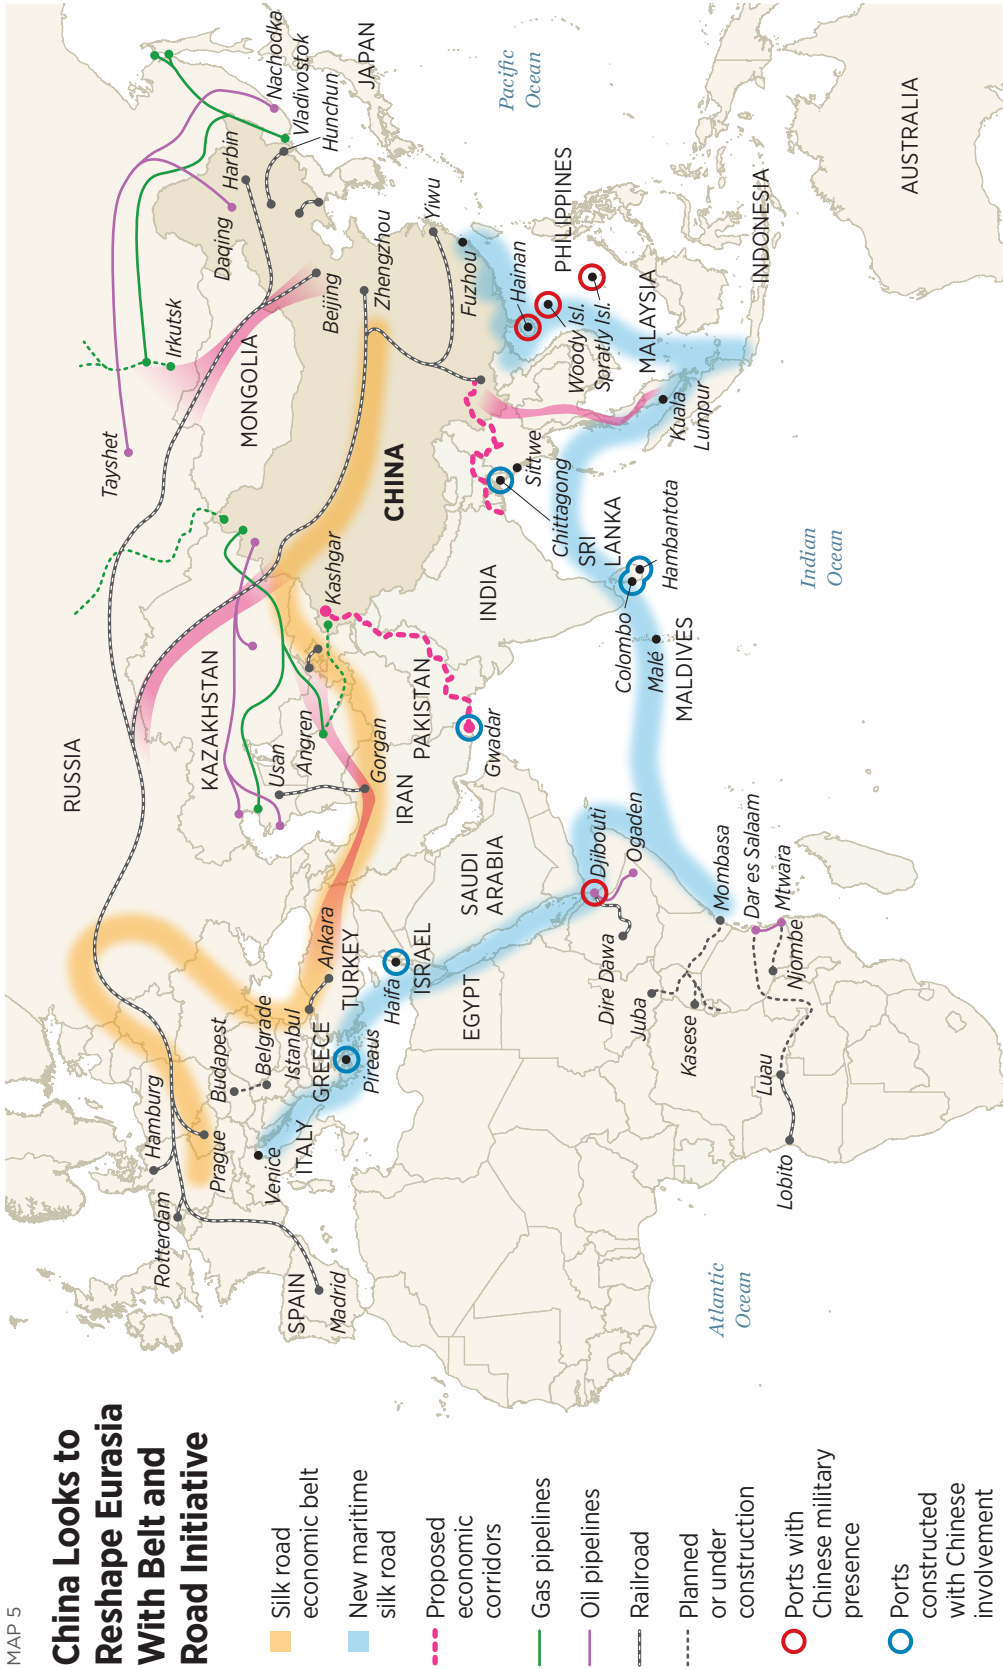 MAP 5
China Looks to
Reshape Eurasia
With Belt and
Road Initiative
Silk road
economic belt
New maritime
silk road
Proposed
economic
corridors
Gas pipelines
Oil pipelines
Railroad
Planned
or under
construction
Ports with
Chinese military
presence
Ports
constructed
with Chinese
involvement
RUSSIA
Tayshet
Irkutsk
Daqing
Harbin
Nachodka
Vladivostok
Hunchun
JAPAN
Rotterdam
Hamburg
Prague
Budapest
Belgrade
KAZAKHSTAN
MONGOLIA
Beijing
Zhengzhou
Yiwu
Pacific
Ocean
Venice
ITALY
SPAIN
Madrid
Istanbul
GREECE
Pireaus
Ankara
TURKEY
Usan
Angren
Gorgan
Kashgar
CHINA
Fuzhou
Hainan
PHILIPPINES
Haifa
ISRAEL
IRAN
PAKISTAN
Gwadar
EGYPT
SAUDI
ARABIA
INDIA
Sittwe
Chittagong
Woody Isl.
Spratly Isl.
MALAYSIA
Djibouti
Ogaden
Dire Dawa
Juba
Kasese
Colombo
SRI
LANKA
Hambantota
Malé
MALDIVES
Kuala
Lumpur
INDONESIA
Mombasa
Dar es Salaam
Mtwara
Njombe
Luau
Lobito
Atlantic
Ocean
Indian
Ocean
AUSTRALIA